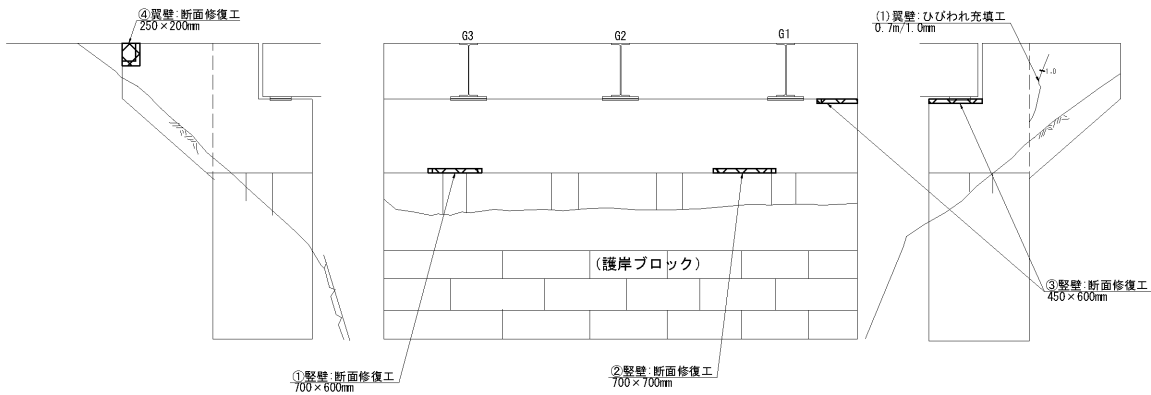 ④翼壁:断面修復工
250×200mm
(1)翼壁:ひびわれ充填工
0.7m/1.0mm
G3
G2
G1
1.0
(護岸ブロック)
③竪壁:断面修復工
450×600mm
①竪壁:断面修復工
700×600mm
②竪壁:断面修復工
700×700mm